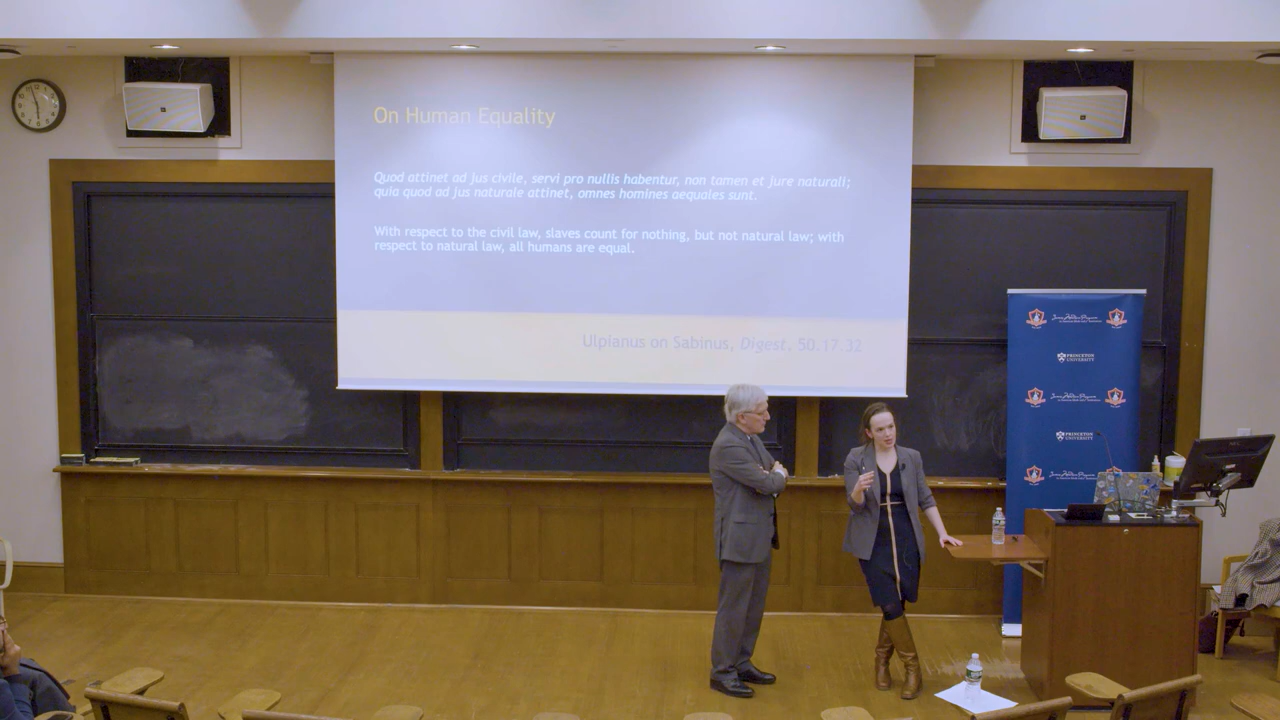 On Human Equality
Quod attinet ad jus civile, servi pro nullis habentur, non tamen et jure naturali;
quia quod ad jus naturale attinet, omnes homines aequales sunt.
With respect to the civil law, slaves count for nothing, but not natural law; with
respect to natural law, all humans are equal.
Ulpianus on Sabinus, Digest, 50.17.32
PRINCETON
UNIVERSITY
PRINCETON
UNIVERSITY